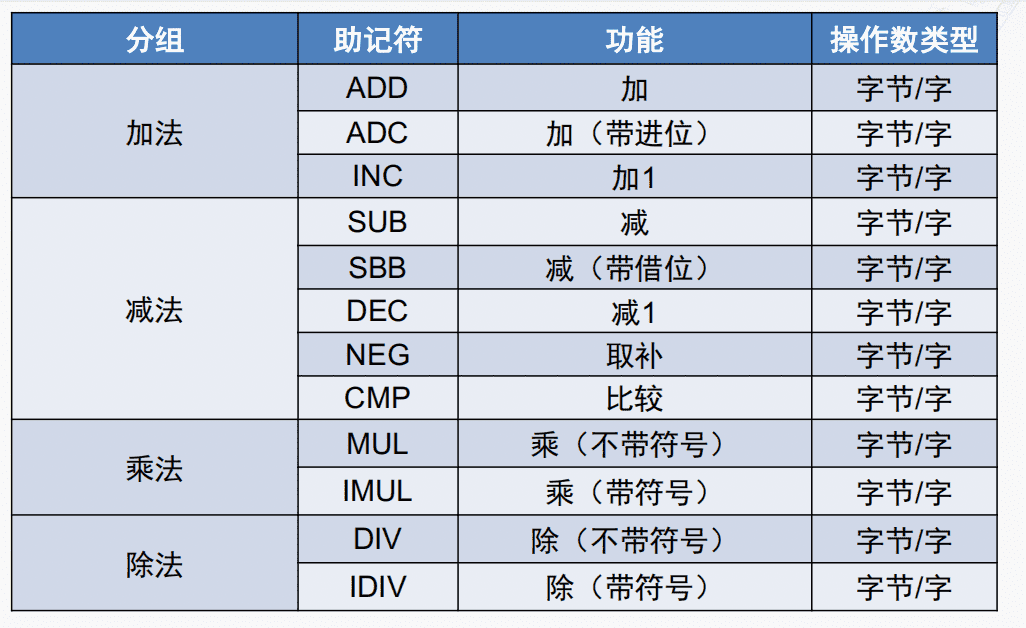 分组 助记符 功能 操作数类型
加法 ADD 加 字节/字
ADC 加（带进位） 字节/字
INC 加1 字节/字
减法 SUB 减 字节/字
SBB 减（带借位） 字节/字
DEC 减1 字节/字
NEG 取补 字节/字
CMP 比较 字节/字
乘法 MUL 乘（不带符号） 字节/字
IMUL 乘（带符号） 字节/字
除法 DIV 除（不带符号） 字节/字
IDIV 除（带符号） 字节/字